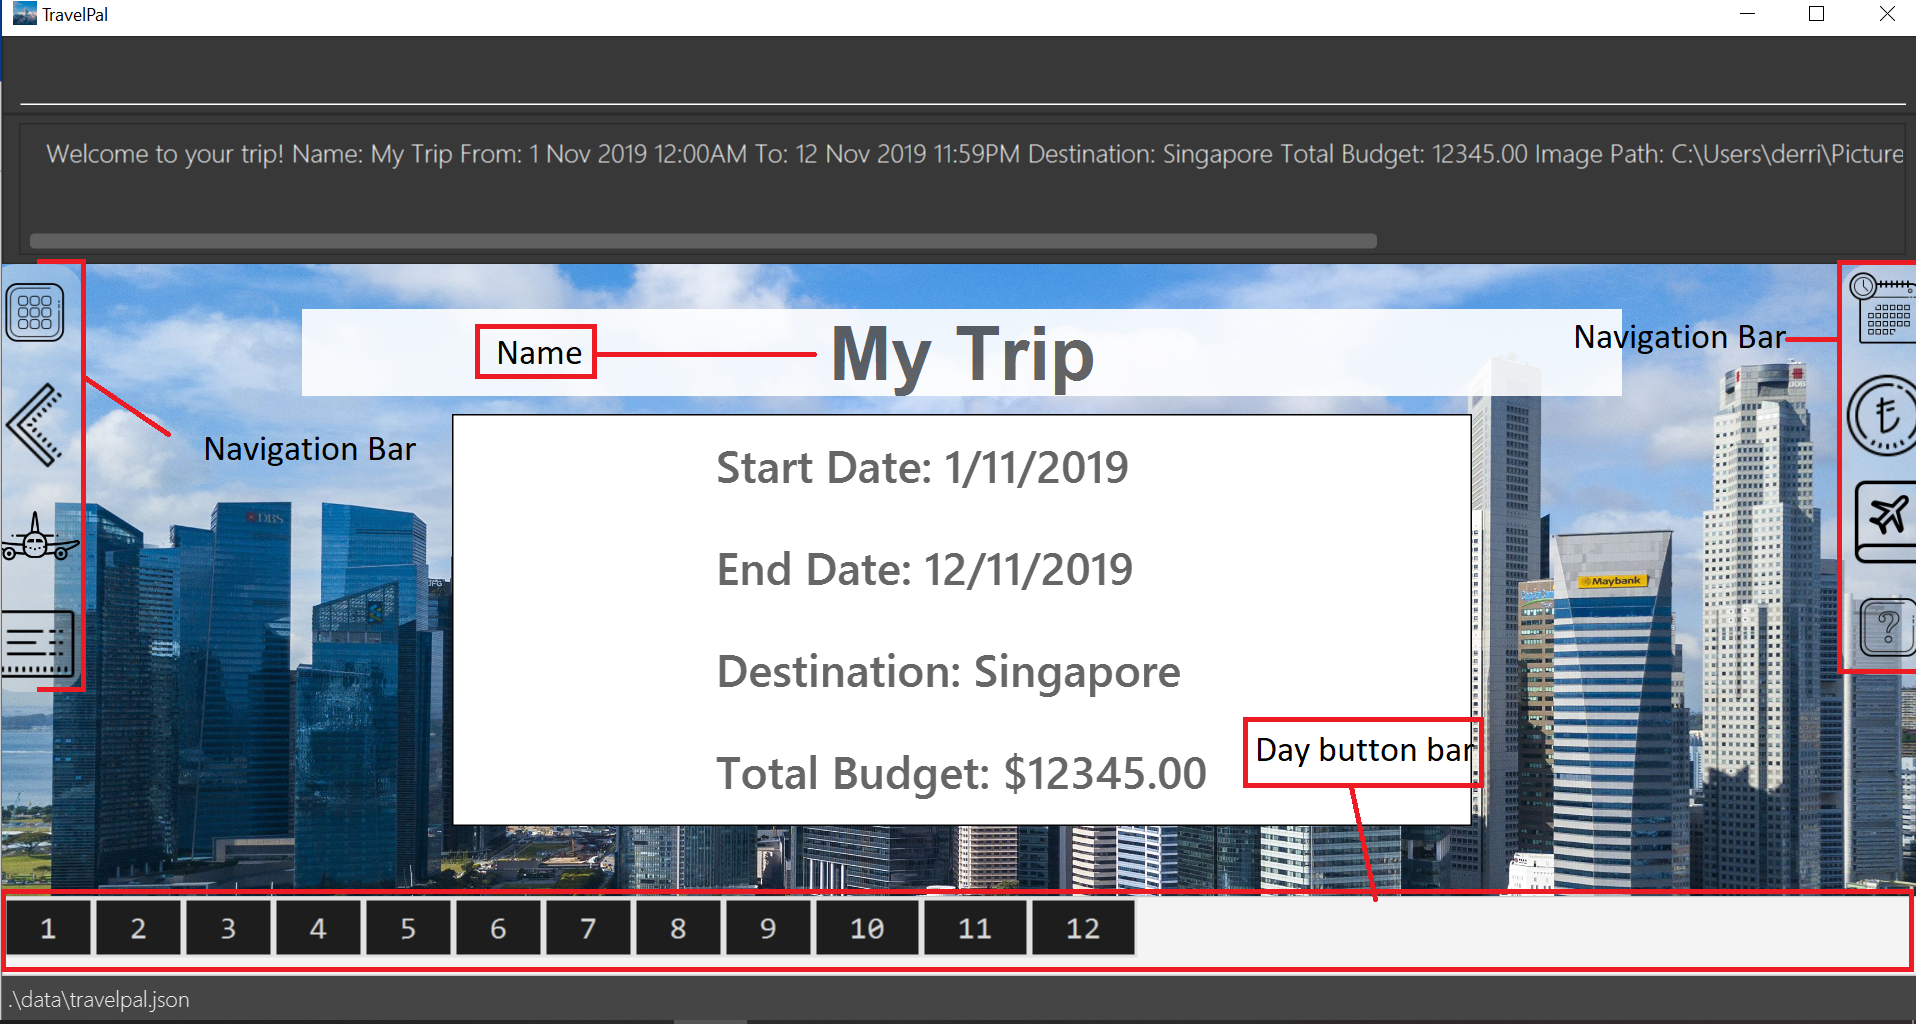 TravelPal
Welcome to your trip! Name: My Trip From: 1 Nov 2019 12:00AM To: 12 Nov 2019 11:59PM Destination: Singapore Total Budget: 12345.00 Image Path: C:\Users\derri\Picture
Name
My Trip
Navigation Bar
Navigation Bar
Start Date: 1/11/2019
DBS
End Date: 12/11/2019
Maybank
Destination: Singapore
?
Day button bar
Total Budget: $12345.00
1 2 3 4 5 6 7 8 9 10 11 12
.\data\travelpal.json